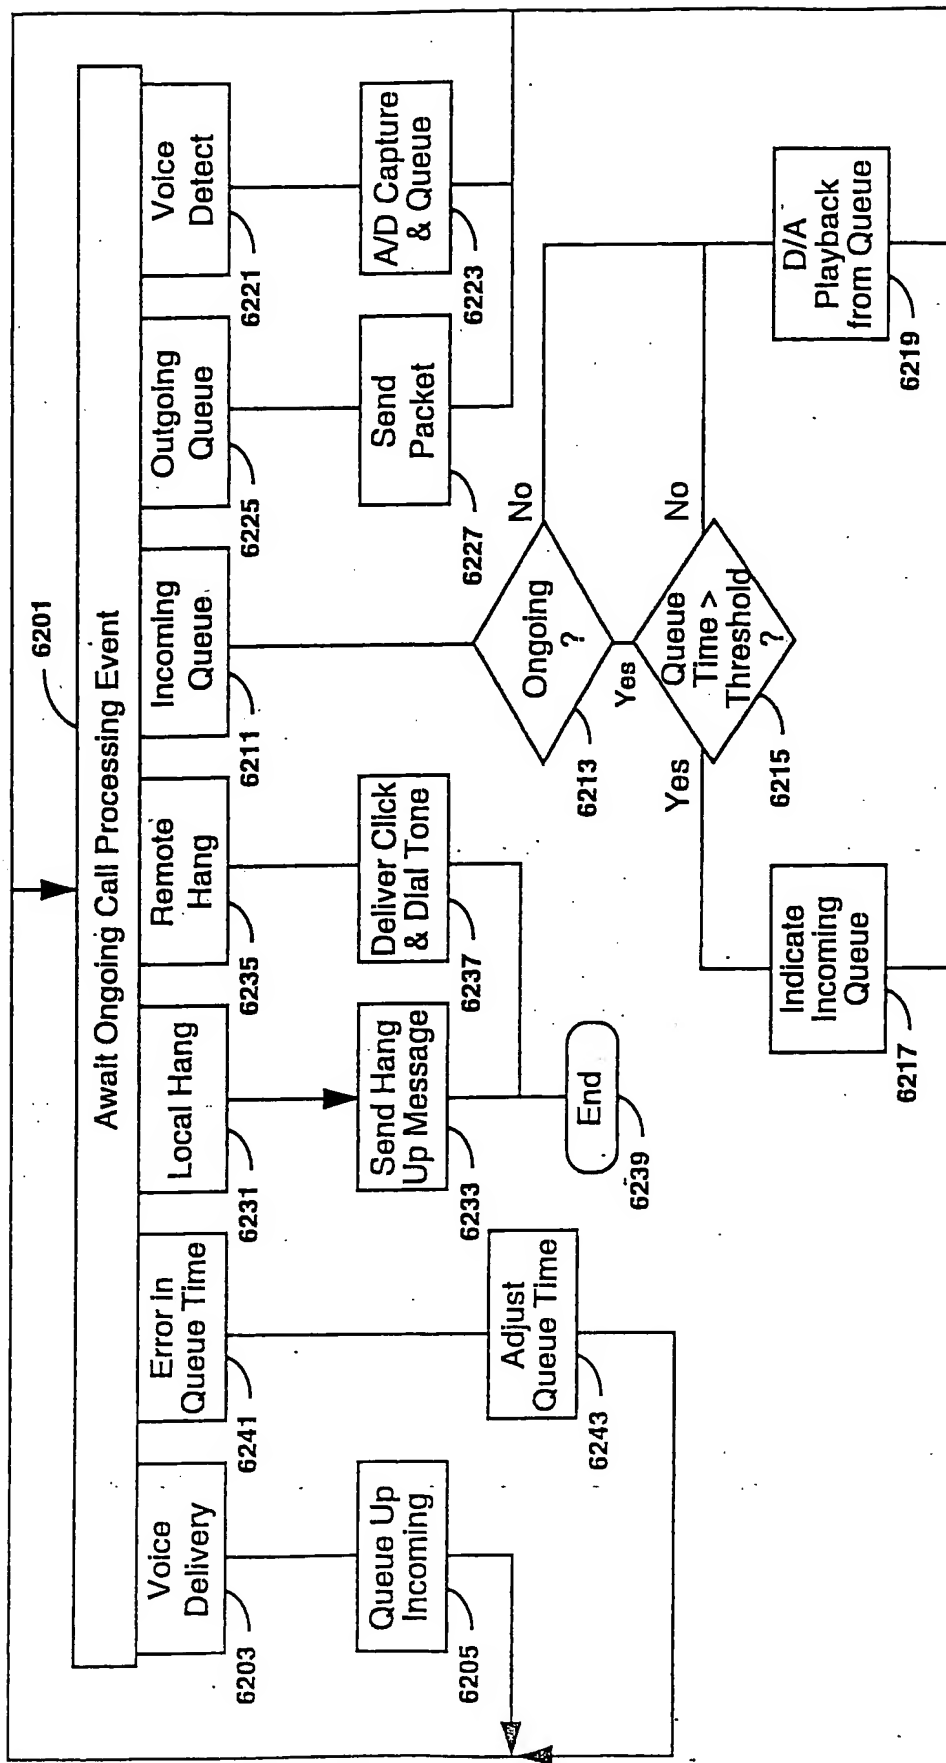 6201
Await Ongoing Call Processing Event
Voice
Delivery
6203
Error in
Queue Time
6241
Local Hang
6231
Remote
Hang
6235
Incoming
Queue
6211
Outgoing
Queue
6225
Voice
Detect
6221
Queue Up
Incoming
6205
Send Hang
Up Message
6233
Deliver Click
& Dial Tone
6237
Send
Packet
6227
A/D Capture
& Queue
6223
Adjust
Queue Time
6243
End
6239
Ongoing
?
6213
No
Yes
Queue
Time >
Threshold
?
6215
Yes
No
Indicate
Incoming
Queue
6217
D/A
Playback
from Queue
6219